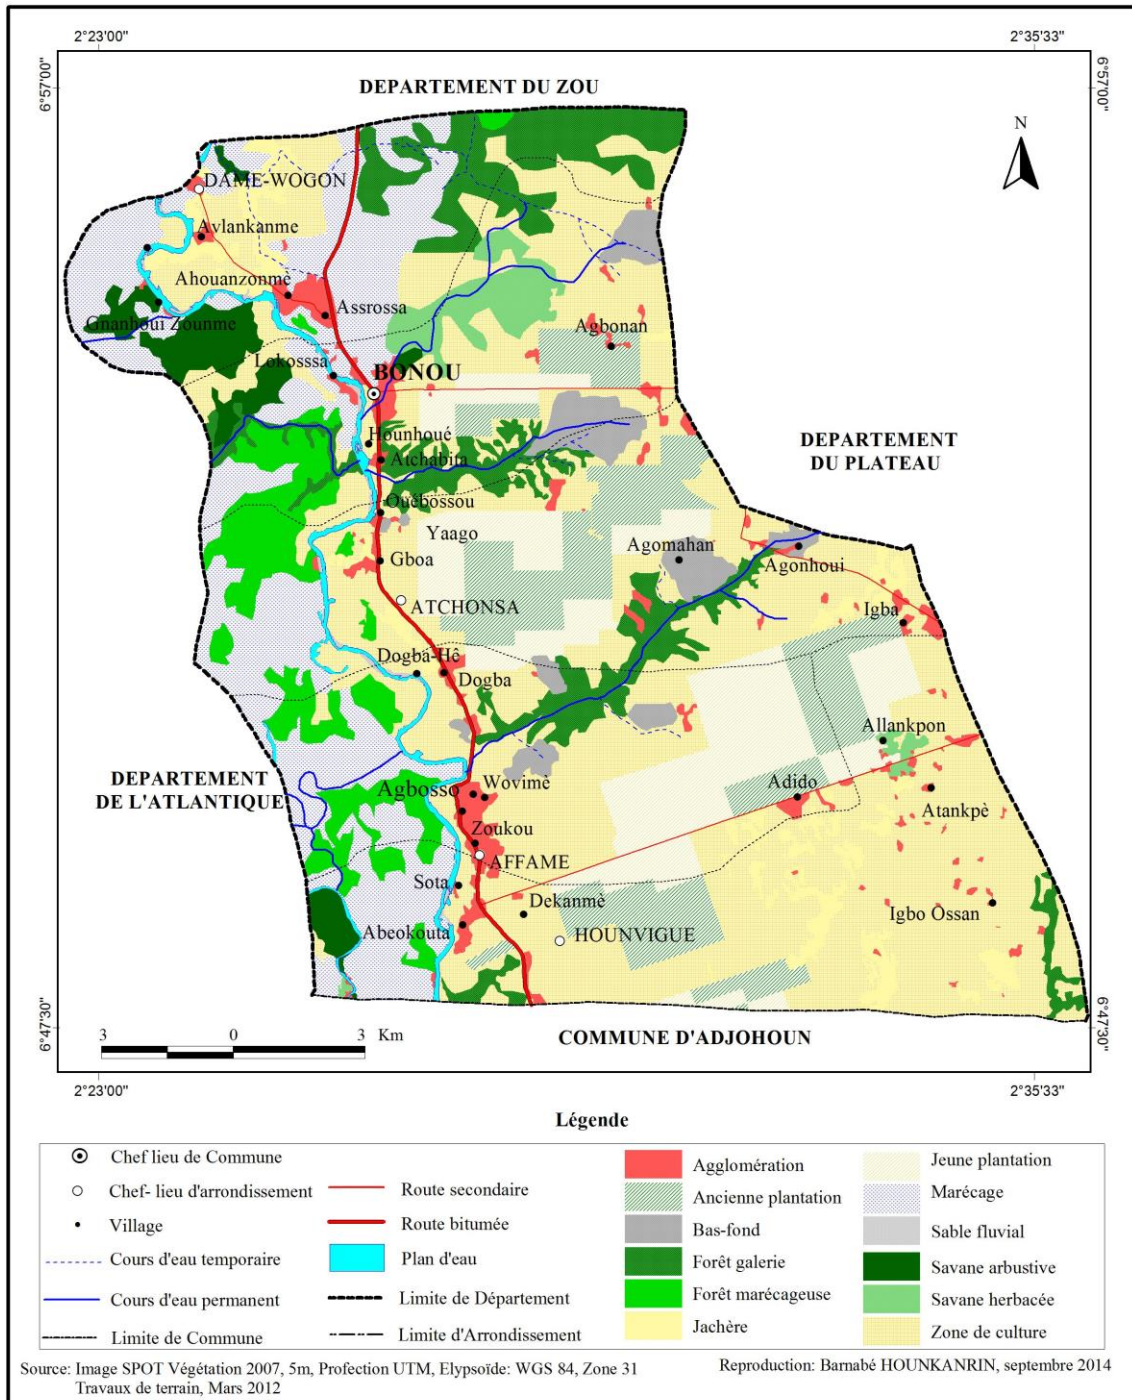 2°23'00"
2°35'33"
6°57'00"
6°57'00"
DEPARTEMENT DU ZOU
N
DAME-WOGON
Avlankanme
Ahouanzonmè
Assrossa
Gnanhoui Zounme
Agbonan
Lokosssa
BONOU
Hounhoué
Atchabita
DEPARTEMENT
DU PLATEAU
Ouébossou
Yaago
Agomahan
Agonhoui
Gboa
ATCHONSA
Igba
Dogba-Hê
Dogba
Allankpon
DEPARTEMENT
DE L'ATLANTIQUE
Agbosso
Wovimè
Adido
Atankpè
Zoukou
AFFAME
Sota
Dekanmè
Igbo Ossan
Abeokouta
HOUNVIGUE
6°47'30"
6°47'30"
3 0 3 Km
COMMUNE D'ADJOHOUN
2°23'00"
2°35'33"
Légende
Chef lieu de Commune
Chef- lieu d'arrondissement
Village
Cours d'eau temporaire
Cours d'eau permanent
Limite de Commune
Route secondaire
Route bitumée
Plan d'eau
Limite de Département
Limite d'Arrondissement
Agglomération
Ancienne plantation
Bas-fond
Forêt galerie
Forêt marécageuse
Jachère
Jeune plantation
Marécage
Sable fluvial
Savane arbustive
Savane herbacée
Zone de culture
Source: Image SPOT Végétation 2007, 5m, Profection UTM, Elypsoïde: WGS 84, Zone 31
Travaux de terrain, Mars 2012
Reproduction: Barnabé HOUNKANRIN, septembre 2014